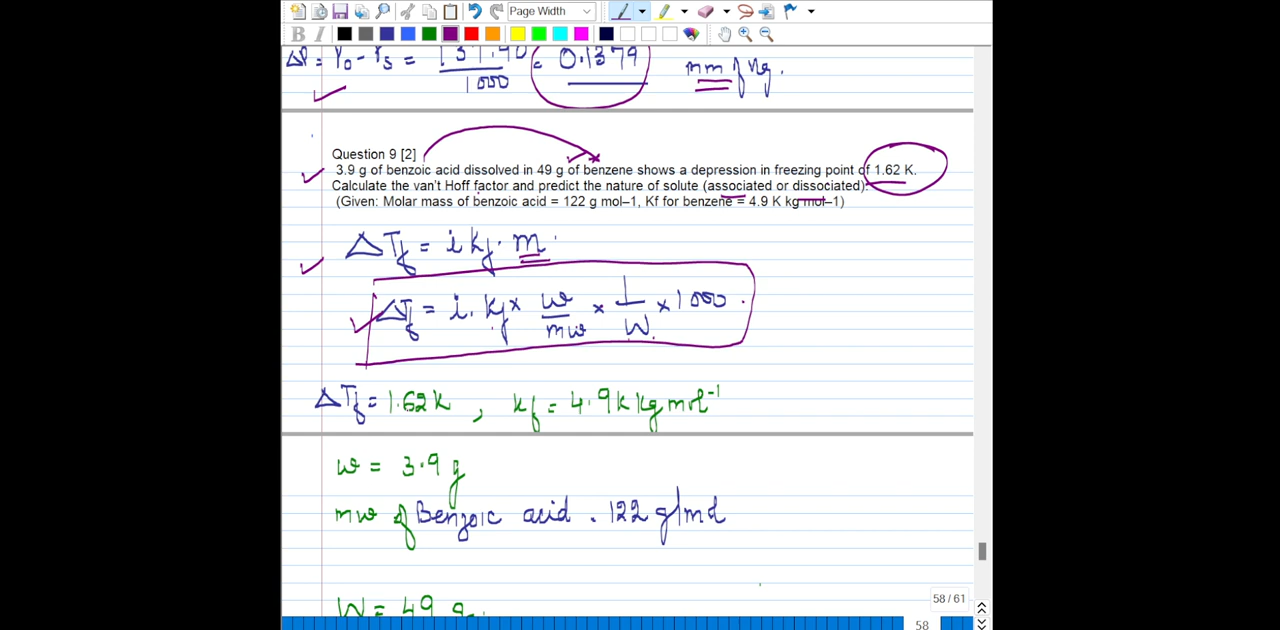 Page Width
B I
ΔP = P₀ - Ps = 137.90/1000 = 0.1379 mm of Hg.
Question 9 [2]
3.9 g of benzoic acid dissolved in 49 g of benzene shows a depression in freezing point of 1.62 K.
Calculate the van't Hoff factor and predict the nature of solute (associated or dissociated).
(Given: Molar mass of benzoic acid = 122 g mol–1, Kf for benzene = 4.9 K kg mol–1)
ΔTf = i Kf · m
ΔTf = i. Kf × w/mw × 1/W × 1000
ΔTf = 1.62 K , Kf = 4.9 K Kg mol⁻¹
w = 3.9 g
mw of Benzoic acid . 122 g/mol
W = 49 g.
58 / 61
58